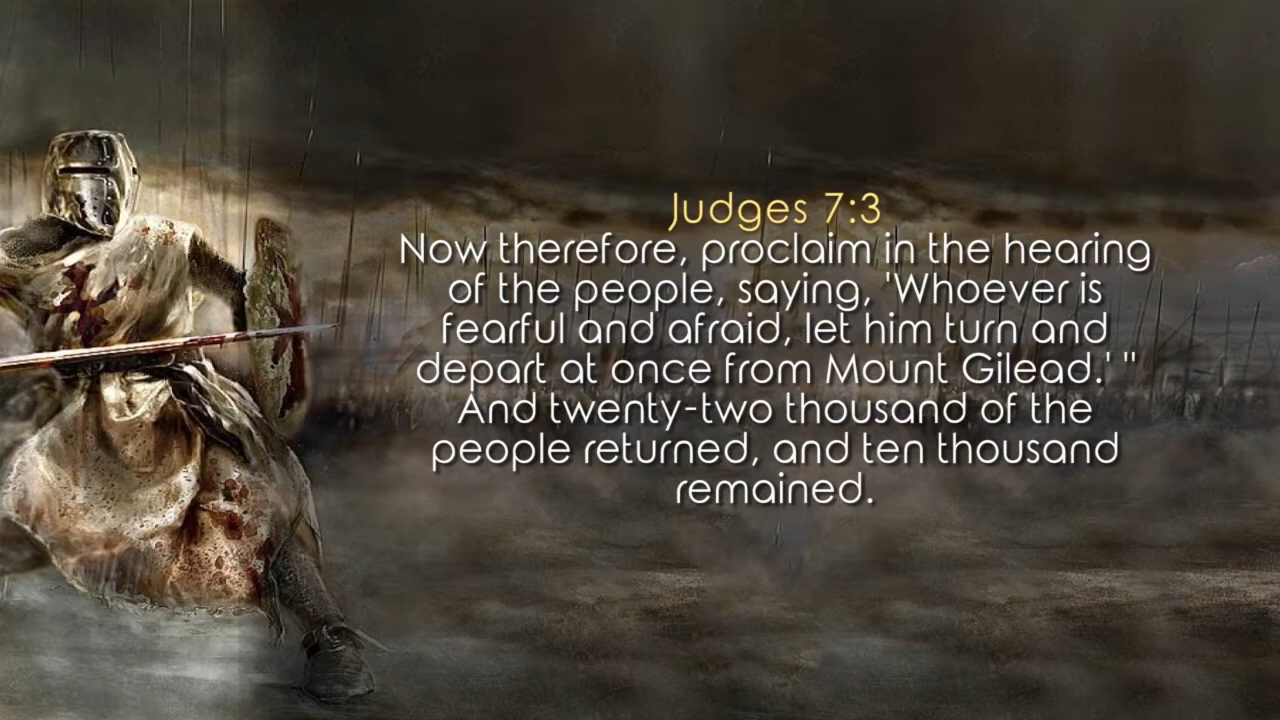 Judges 7:3
Now therefore, proclaim in the hearing
of the people, saying, 'Whoever is
fearful and afraid, let him turn and
depart at once from Mount Gilead.' "
And twenty-two thousand of the
people returned, and ten thousand
remained.